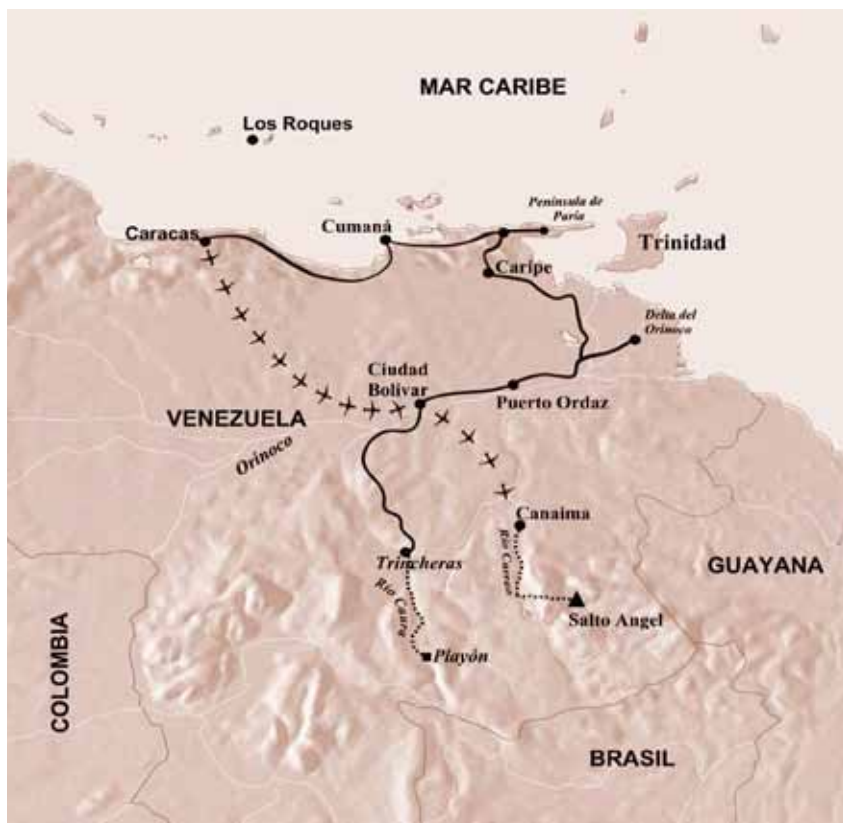 MAR CARIBE
Los Roques
Península de
Paria
Cumaná
Caracas
Trinidad
Caripe
Delta del
Orinoco
Ciudad
Bolívar
Puerto Ordaz
VENEZUELA
Orinoco
Canaima
Río Carrao
Trincheras
Río Caura
GUAYANA
Salto Angel
Playón
COLOMBIA
BRASIL